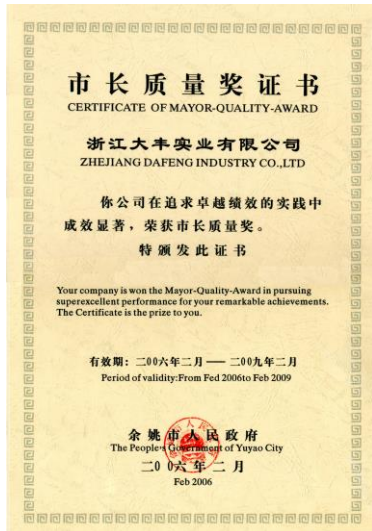 市长质量奖证书
CERTIFICATE OF MAYOR-QUALITY-AWARD
浙江大丰实业有限公司
ZHEJIANG DAFENG INDUSTRY CO.,LTD
你公司在追求卓越绩效的实践中
成效显著，荣获市长质量奖。
特颁发此证书
Your company is won the Mayor-Quality-Award in pursuing
superexcellent performance for your remarkable achievements.
The Certificate is the prize to you.
有效期：二00六年二月——二00九年二月
Period of validity:From Fed 2006to Feb 2009
余姚市人民政府
The People's Government of Yuyao City
二00六年二月
Feb 2006